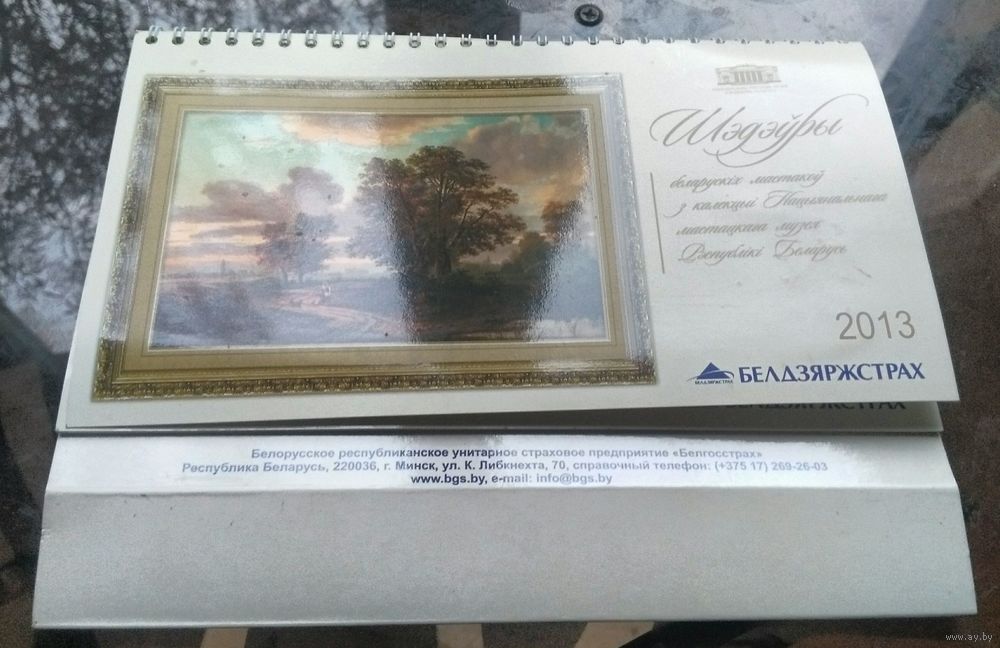 Шэдэўры
беларускіх мастакоў
з калекцыі Нацыянальнага
мастацкага музея
Рэспублікі Беларусь
2013
БЕЛДЗЯРЖСТРАХ БЕЛДЗЯРЖСТРАХ
БЕЛДЗЯРЖСТРАХ
Белорусское республиканское унитарное страховое предприятие «Белгосстрах»
Республика Беларусь, 220036, г. Минск, ул. К. Либкнехта, 70, справочный телефон: (+375 17) 269-26-03
www.bgs.by, e-mail: info@bgs.by
www.ay.by